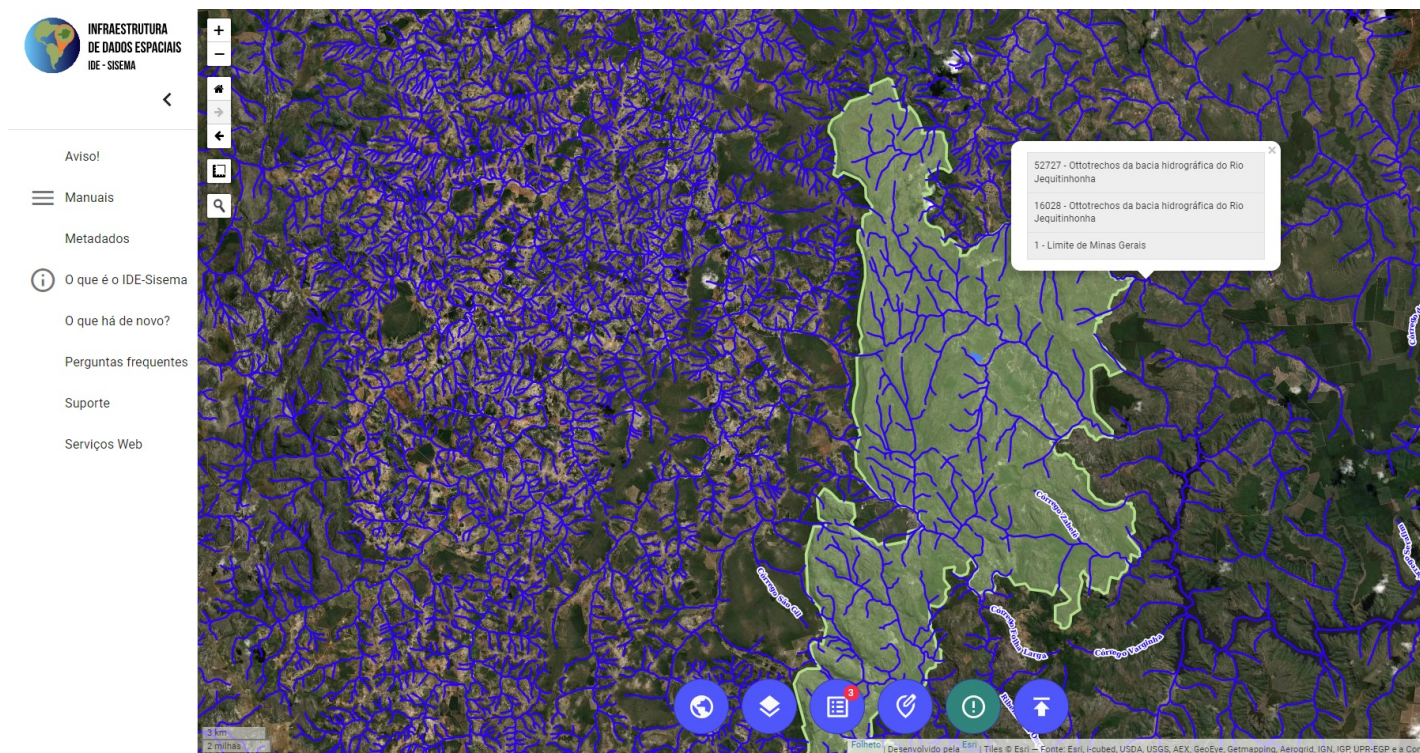 INFRAESTRUTURA
DE DADOS ESPACIAIS
IDE - SISEMA
Aviso!
Manuais
Metadados
O que é o IDE-Sisema
O que há de novo?
Perguntas frequentes
Suporte
Serviços Web
+
−
52727 - Ottotrechos da bacia hidrográfica do Rio
Jequitinhonha
16028 - Ottotrechos da bacia hidrográfica do Rio
Jequitinhonha
1 - Limite de Minas Gerais
×
Córrego Zabelê
Córrego São Gil
Córrego Folha Larga
Córrego Varginha
3
3 km
2 milhas
Folheto | Desenvolvido pela Esri | Tiles © Esri — Fonte: Esri, i-cubed, USDA, USGS, AEX, GeoEye, Getmapping, Aerogrid, IGN, IGP, UPR-EGP e a